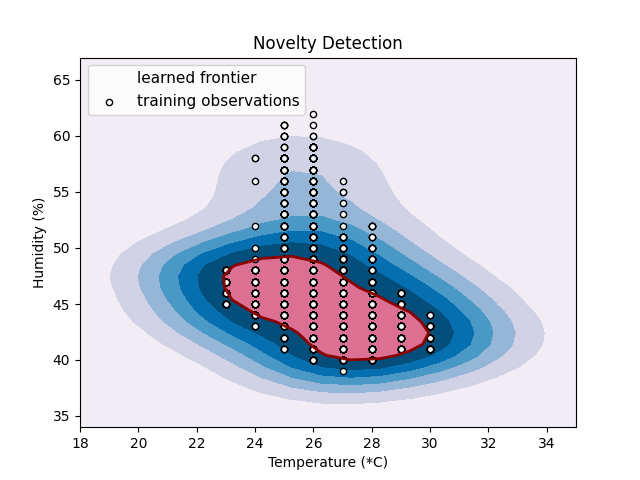 Novelty Detection
learned frontier
training observations
65
60
55
50
45
40
35
Humidity (%)
18 20 22 24 26 28 30 32 34
Temperature (*C)